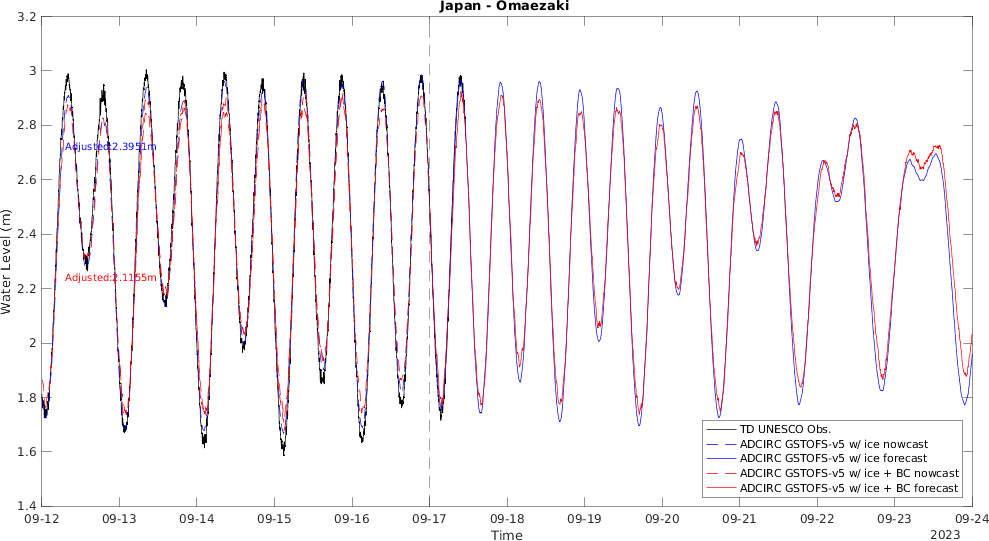 Japan - Omaezaki
3.2
3
2.8
2.6
2.4
2.2
2
1.8
1.6
1.4
Water Level (m)
Adjusted:2.3951m
Adjusted:2.1155m
TD UNESCO Obs.
ADCIRC GSTOFS-v5 w/ ice nowcast
ADCIRC GSTOFS-v5 w/ ice forecast
ADCIRC GSTOFS-v5 w/ ice + BC nowcast
ADCIRC GSTOFS-v5 w/ ice + BC forecast
09-12 09-13 09-14 09-15 09-16 09-17 09-18 09-19 09-20 09-21 09-22 09-23 09-24
Time
2023